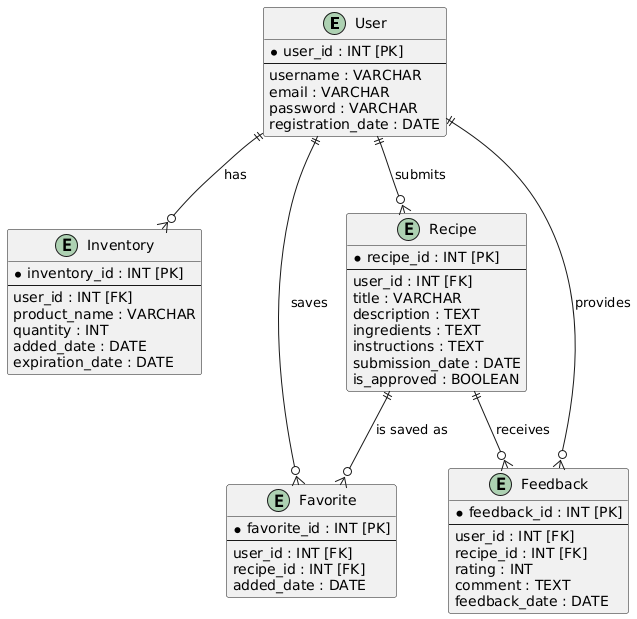 E User
* user_id : INT [PK]
username : VARCHAR
email : VARCHAR
password : VARCHAR
registration_date : DATE
has
submits
saves
provides
E Inventory
* inventory_id : INT [PK]
user_id : INT [FK]
product_name : VARCHAR
quantity : INT
added_date : DATE
expiration_date : DATE
E Recipe
* recipe_id : INT [PK]
user_id : INT [FK]
title : VARCHAR
description : TEXT
ingredients : TEXT
instructions : TEXT
submission_date : DATE
is_approved : BOOLEAN
is saved as
receives
E Favorite
* favorite_id : INT [PK]
user_id : INT [FK]
recipe_id : INT [FK]
added_date : DATE
E Feedback
* feedback_id : INT [PK]
user_id : INT [FK]
recipe_id : INT [FK]
rating : INT
comment : TEXT
feedback_date : DATE